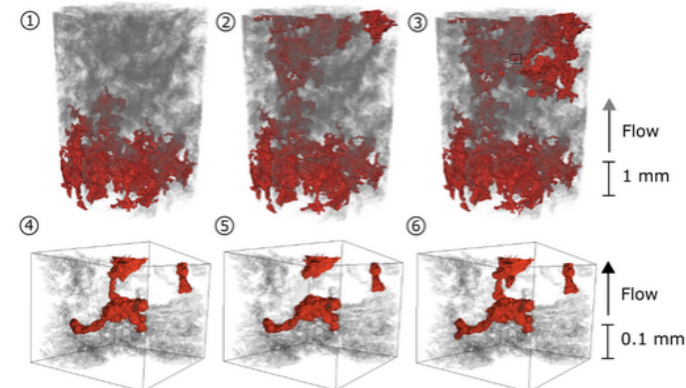 ① ② ③
Flow
1 mm
④ ⑤ ⑥
Flow
0.1 mm